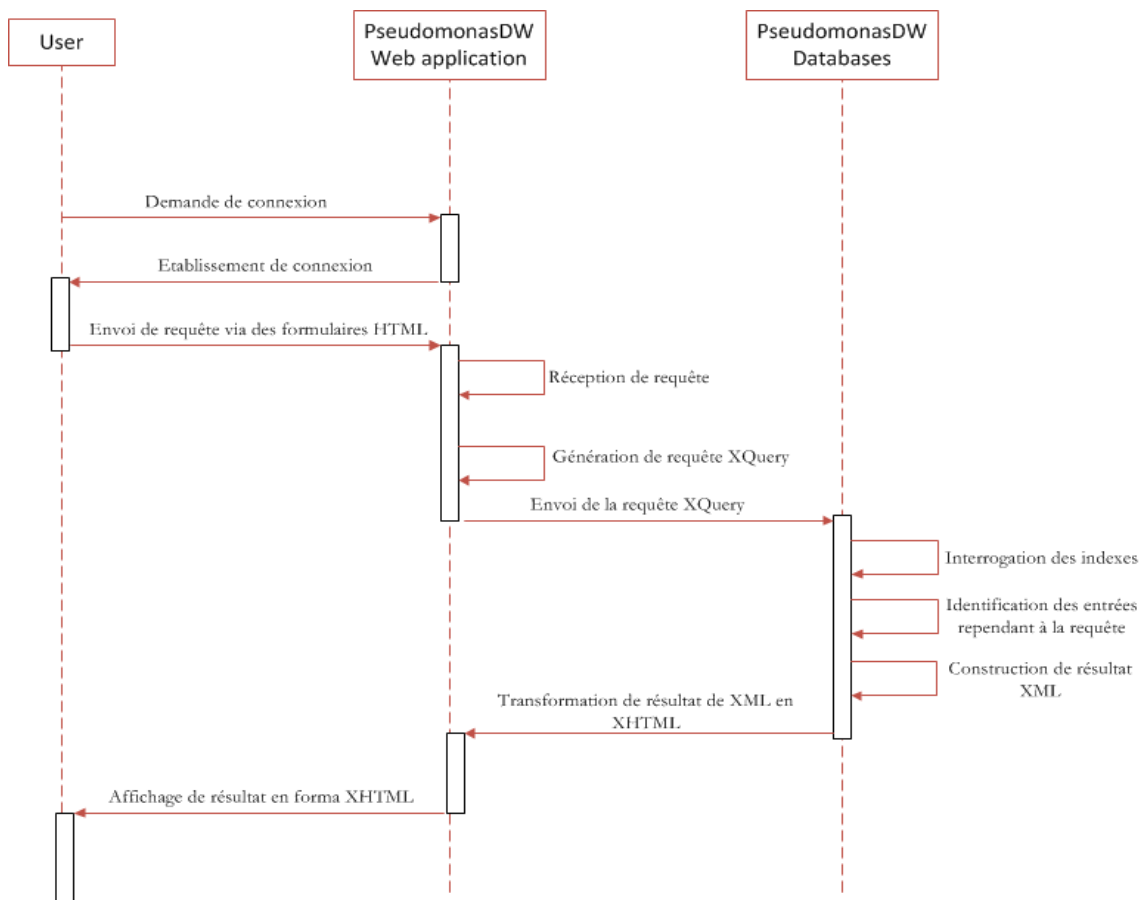 User
PseudomonasDW
Web application
PseudomonasDW
Databases
Demande de connexion
Etablissement de connexion
Envoi de requête via des formulaires HTML
Réception de requête
Génération de requête XQuery
Envoi de la requête XQuery
Interrogation des indexes
Identification des entrées
rependant à la requête
Construction de résultat
XML
Transformation de résultat de XML en
XHTML
Affichage de résultat en forma XHTML